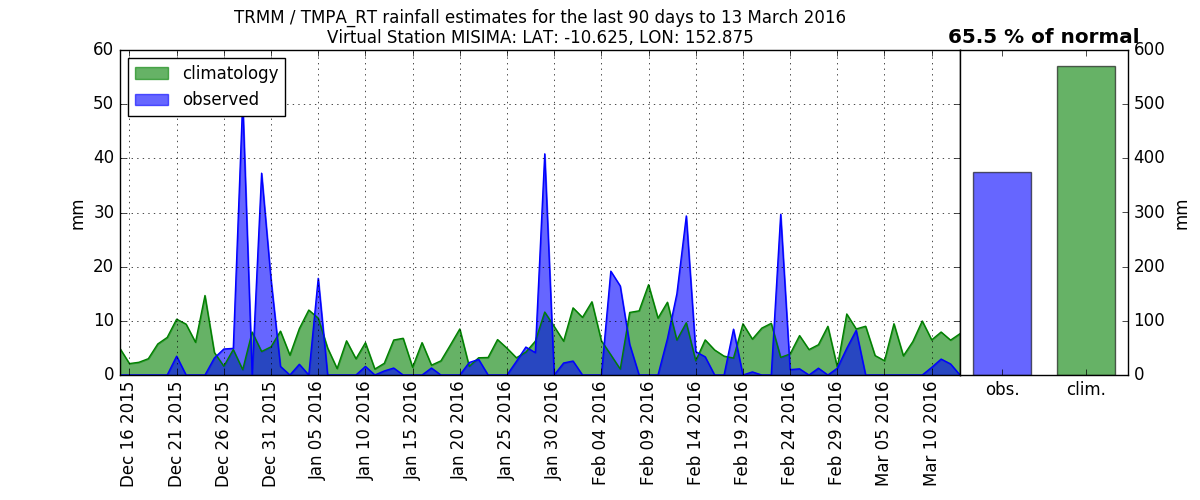 TRMM / TMPA_RT rainfall estimates for the last 90 days to 13 March 2016
Virtual Station MISIMA: LAT: -10.625, LON: 152.875
65.5 % of normal
climatology
observed
60
50
40
30
20
10
0
mm
600
500
400
300
200
100
0
mm
Dec 16 2015
Dec 21 2015
Dec 26 2015
Dec 31 2015
Jan 05 2016
Jan 10 2016
Jan 15 2016
Jan 20 2016
Jan 25 2016
Jan 30 2016
Feb 04 2016
Feb 09 2016
Feb 14 2016
Feb 19 2016
Feb 24 2016
Feb 29 2016
Mar 05 2016
Mar 10 2016
obs.
clim.